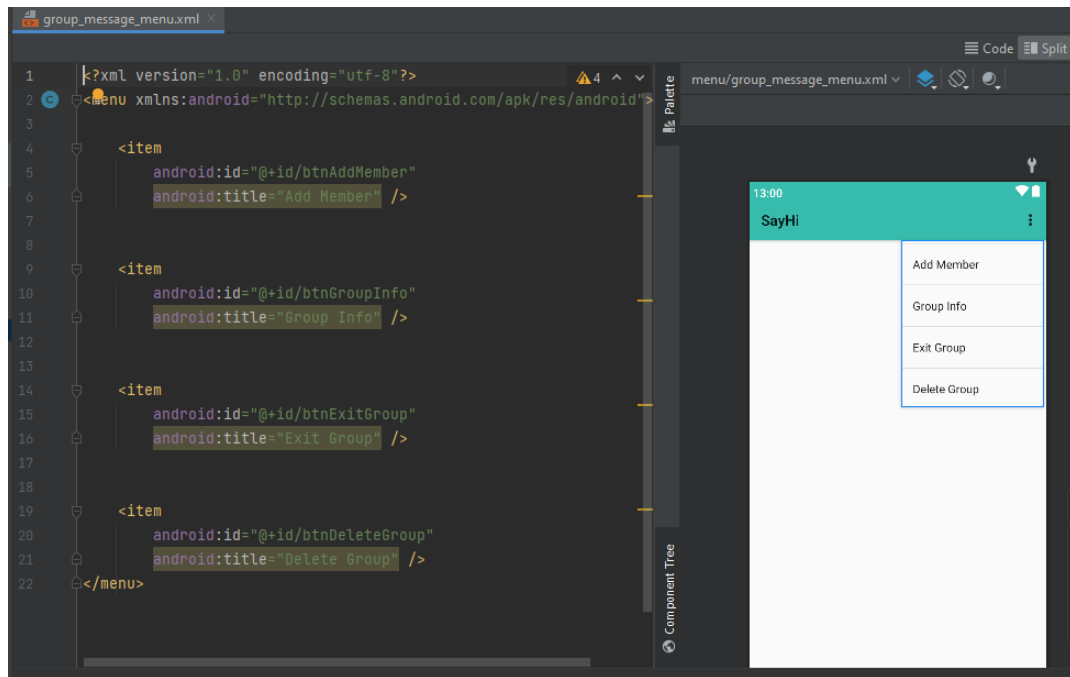 group_message_menu.xml
Code Split
1 <?xml version="1.0" encoding="utf-8"?>
4
2 <menu xmlns:android="http://schemas.android.com/apk/res/android">
3
4 <item
5 android:id="@+id/btnAddMember"
6 android:title="Add Member" />
7
8
9 <item
10 android:id="@+id/btnGroupInfo"
11 android:title="Group Info" />
12
13
14 <item
15 android:id="@+id/btnExitGroup"
16 android:title="Exit Group" />
17
18
19 <item
20 android:id="@+id/btnDeleteGroup"
21 android:title="Delete Group" />
22 </menu>
Palette
Component Tree
menu/group_message_menu.xml
13:00
SayHi
Add Member
Group Info
Exit Group
Delete Group